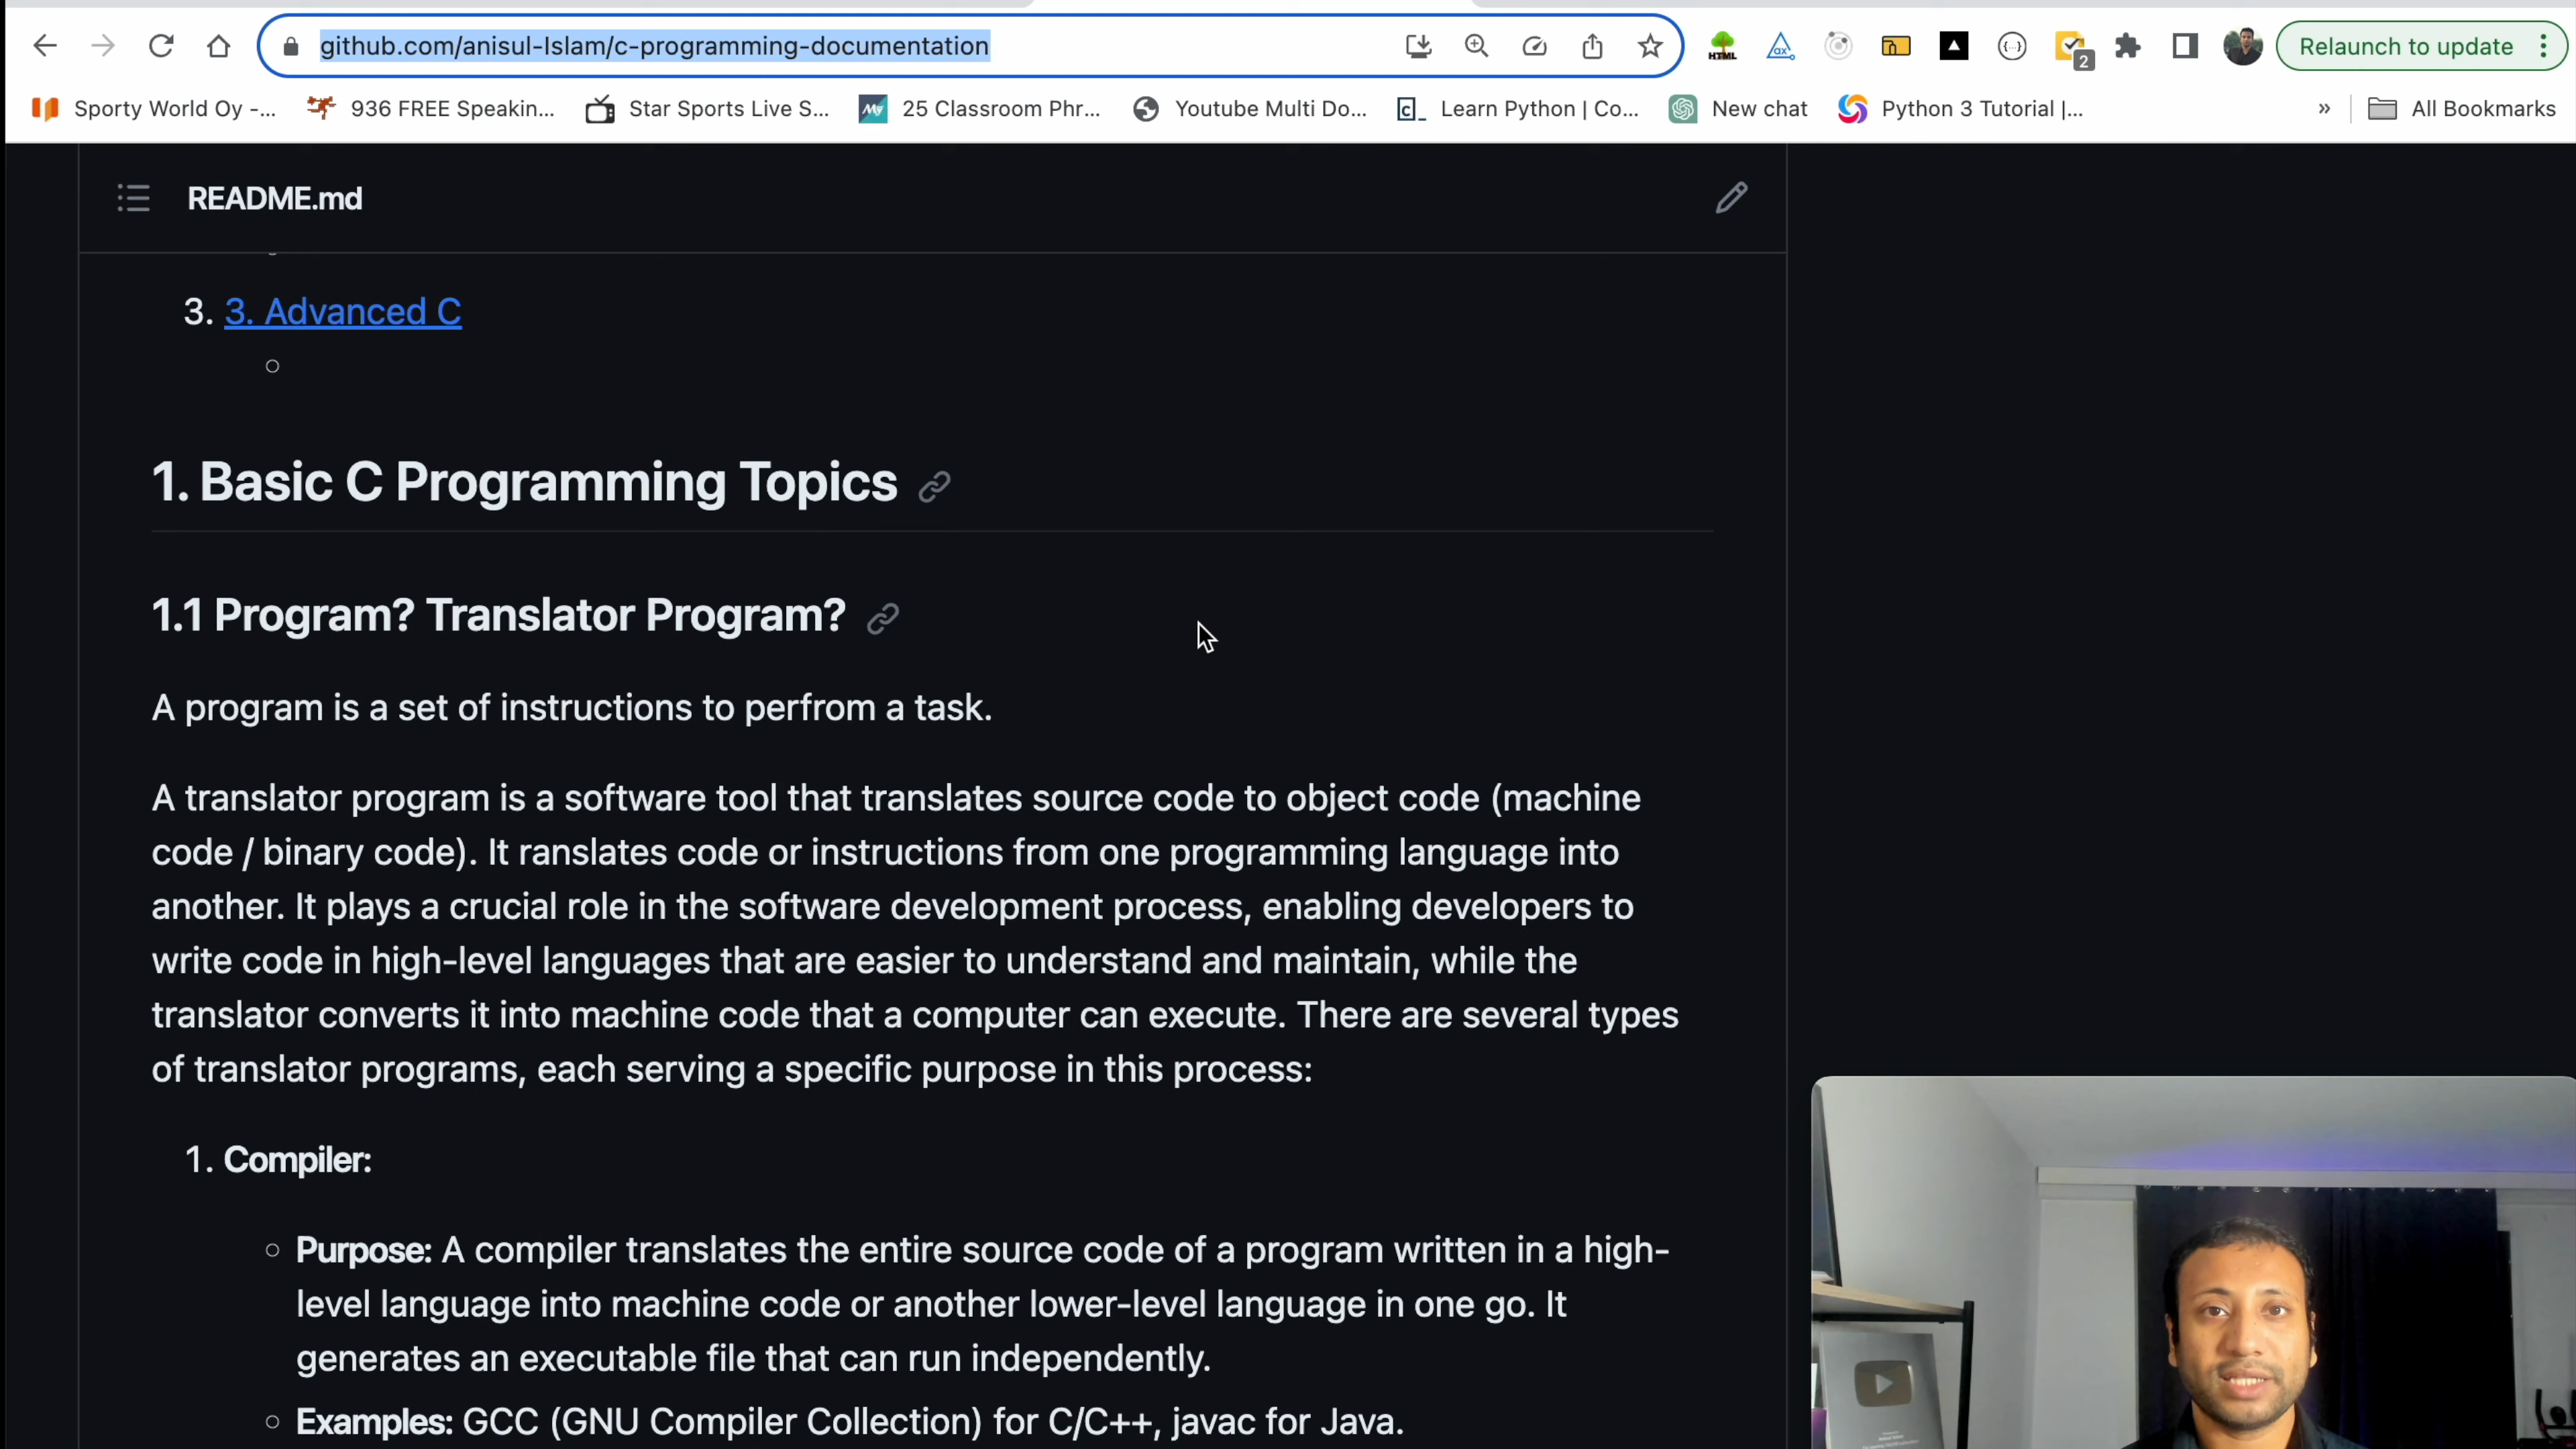 github.com/anisul-Islam/c-programming-documentation
HTML
ax
2
Relaunch to update
Sporty World Oy -...
936 FREE Speakin...
Star Sports Live S...
25 Classroom Phr...
Youtube Multi Do...
Learn Python | Co...
New chat
Python 3 Tutorial |...
»
All Bookmarks
README.md
3. 3. Advanced C
1. Basic C Programming Topics
1.1 Program? Translator Program?
A program is a set of instructions to perfrom a task.
A translator program is a software tool that translates source code to object code (machine
code / binary code). It ranslates code or instructions from one programming language into
another. It plays a crucial role in the software development process, enabling developers to
write code in high-level languages that are easier to understand and maintain, while the
translator converts it into machine code that a computer can execute. There are several types
of translator programs, each serving a specific purpose in this process:
1. Compiler:
Purpose: A compiler translates the entire source code of a program written in a high-
level language into machine code or another lower-level language in one go. It
generates an executable file that can run independently.
Examples: GCC (GNU Compiler Collection) for C/C++, javac for Java.